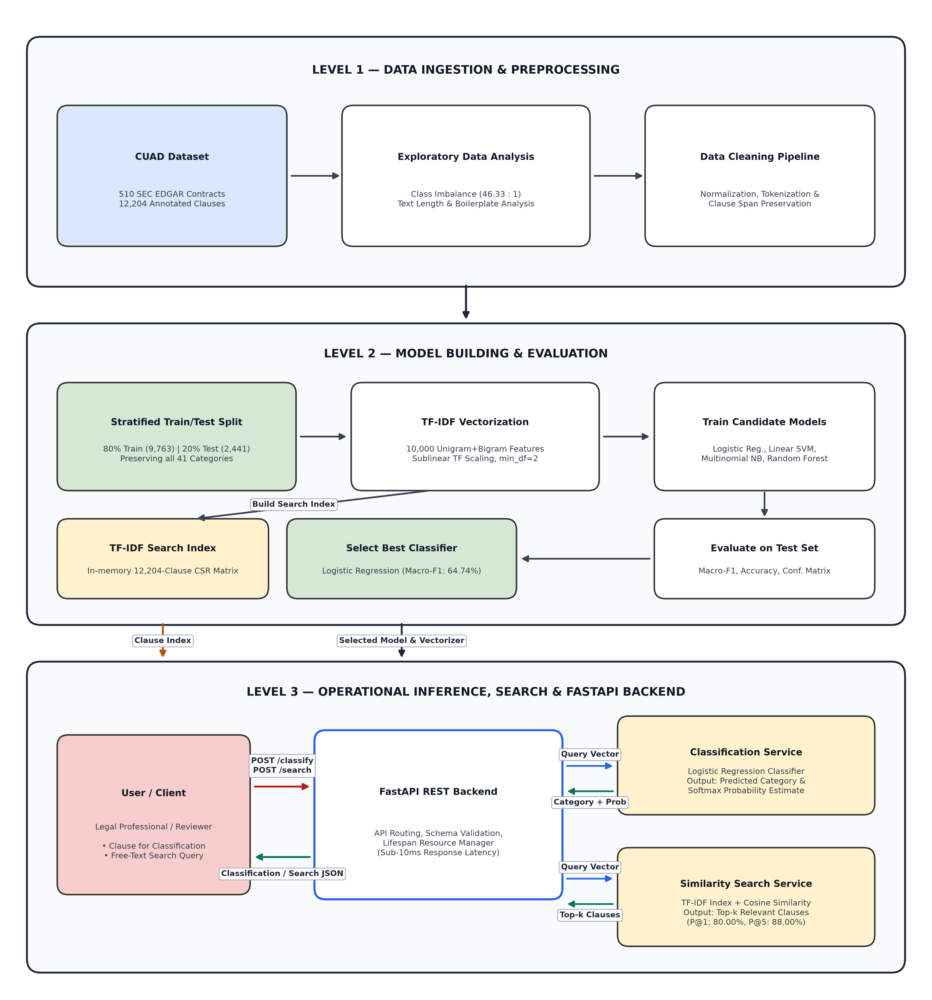 LEVEL 1 — DATA INGESTION & PREPROCESSING
CUAD Dataset
510 SEC EDGAR Contracts
12,204 Annotated Clauses
Exploratory Data Analysis
Class Imbalance (46.33 : 1)
Text Length & Boilerplate Analysis
Data Cleaning Pipeline
Normalization, Tokenization &
Clause Span Preservation
LEVEL 2 — MODEL BUILDING & EVALUATION
Stratified Train/Test Split
80% Train (9,763) | 20% Test (2,441)
Preserving all 41 Categories
TF-IDF Vectorization
10,000 Unigram+Bigram Features
Sublinear TF Scaling, min_df=2
Train Candidate Models
Logistic Reg., Linear SVM,
Multinomial NB, Random Forest
Build Search Index
TF-IDF Search Index
In-memory 12,204-Clause CSR Matrix
Select Best Classifier
Logistic Regression (Macro-F1: 64.74%)
Evaluate on Test Set
Macro-F1, Accuracy, Conf. Matrix
Clause Index
Selected Model & Vectorizer
LEVEL 3 — OPERATIONAL INFERENCE, SEARCH & FASTAPI BACKEND
User / Client
Legal Professional / Reviewer
• Clause for Classification
• Free-Text Search Query
POST /classify
POST /search
Classification / Search JSON
FastAPI REST Backend
API Routing, Schema Validation,
Lifespan Resource Manager
(Sub-10ms Response Latency)
Query Vector
Category + Prob
Classification Service
Logistic Regression Classifier
Output: Predicted Category &
Softmax Probability Estimate
Query Vector
Top-k Clauses
Similarity Search Service
TF-IDF Index + Cosine Similarity
Output: Top-k Relevant Clauses
(P@1: 80.00%, P@5: 88.00%)